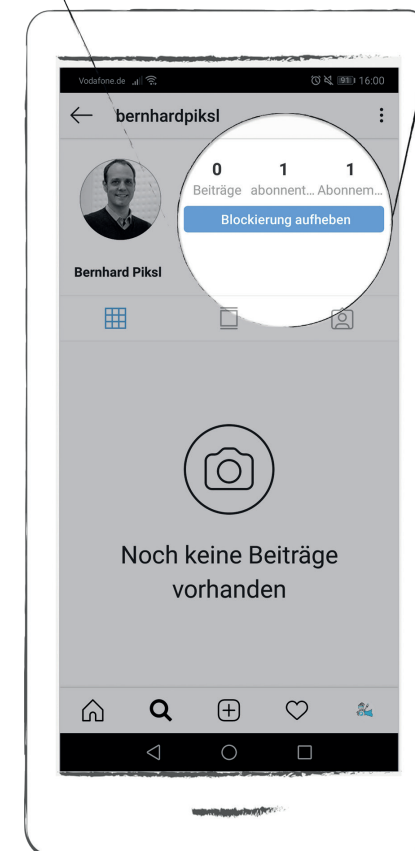 Vodafone.de 91 16:00
bernhardpiksl
0 1 1
Beiträge abonnent... Abonnem...
Blockierung aufheben
Bernhard Piksl
Noch keine Beiträge
vorhanden